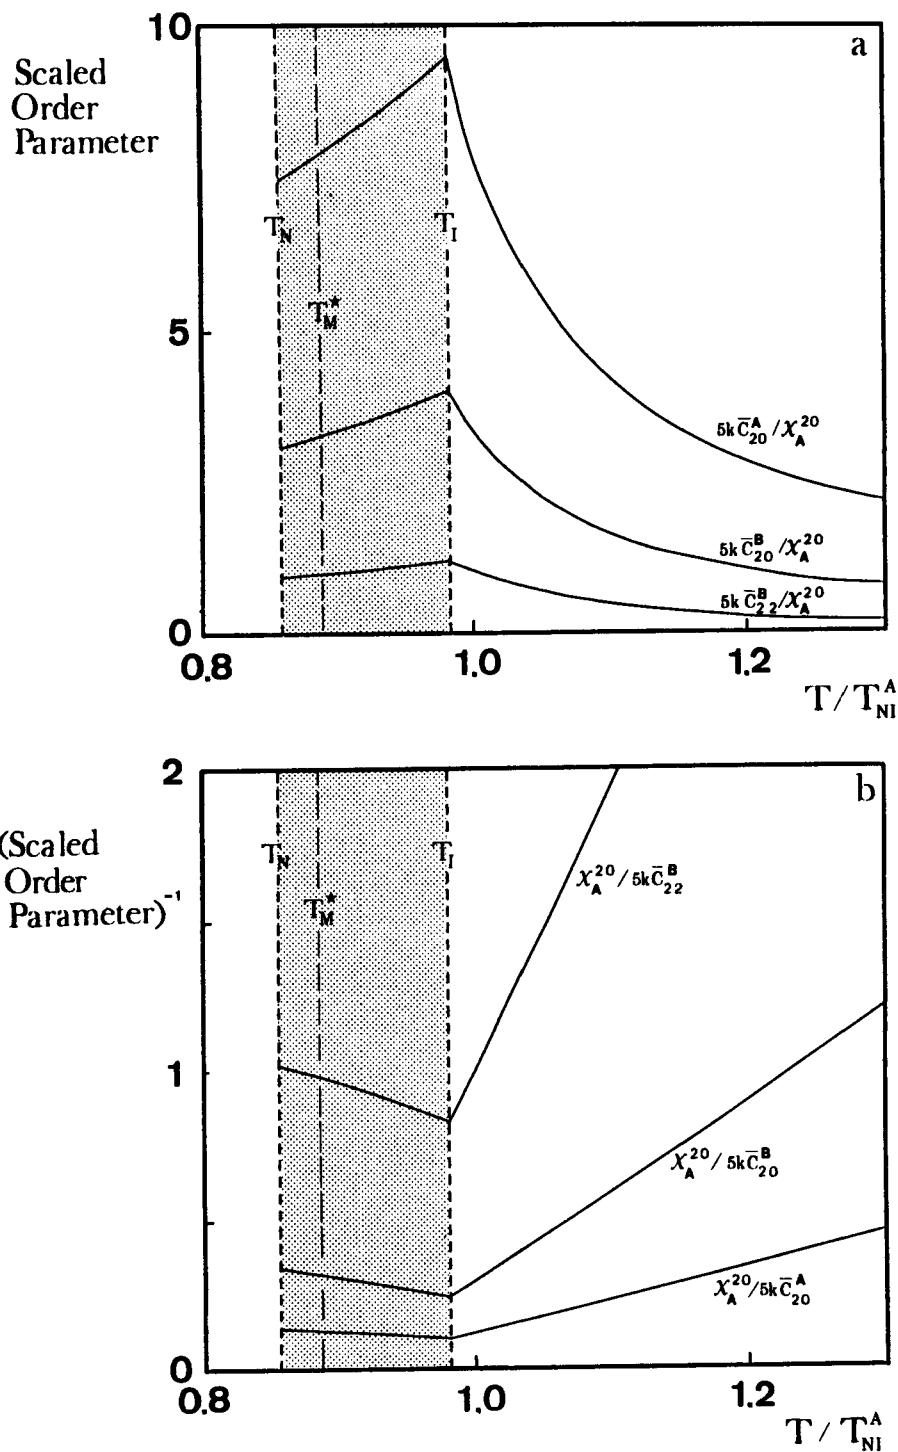 10
a
Scaled
Order
Parameter
T_N
T_I
T_M^*
5
5k C̅_20^A / χ_A^20
5k C̅_20^B / χ_A^20
5k C̅_22^B / χ_A^20
0
0.8
1.0
1.2
T / T_NI^A
2
b
(Scaled
Order
Parameter)^-1
T_N
T_I
T_M^*
χ_A^20 / 5k C̅_22^B
1
χ_A^20 / 5k C̅_20^B
χ_A^20 / 5k C̅_20^A
0
0.8
1.0
1.2
T / T_NI^A